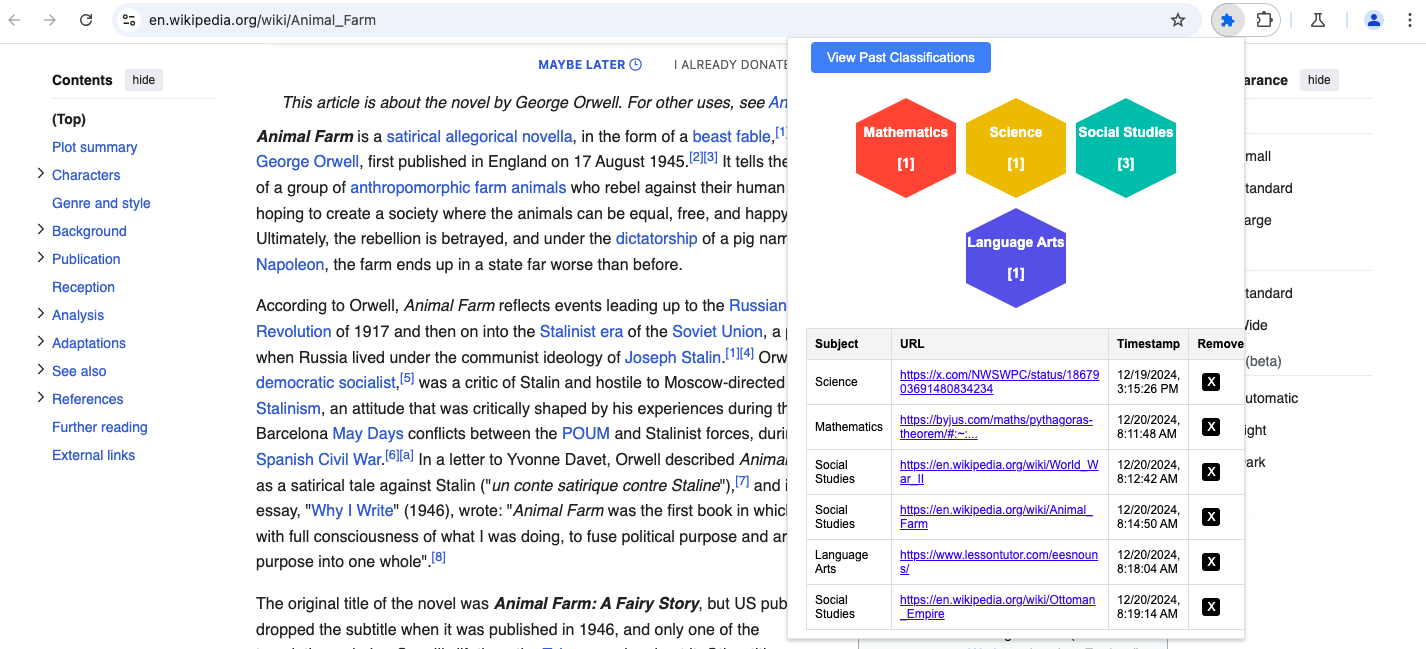 en.wikipedia.org/wiki/Animal_Farm
Contents hide
(Top)
Plot summary
Characters
Genre and style
Background
Publication
Reception
Analysis
Adaptations
See also
References
Further reading
External links
MAYBE LATER I ALREADY DONATE
This article is about the novel by George Orwell. For other uses, see An
Animal Farm is a satirical allegorical novella, in the form of a beast fable,[1]
George Orwell, first published in England on 17 August 1945.[2][3] It tells the
of a group of anthropomorphic farm animals who rebel against their human
hoping to create a society where the animals can be equal, free, and happy
Ultimately, the rebellion is betrayed, and under the dictatorship of a pig nam
Napoleon, the farm ends up in a state far worse than before.
According to Orwell, Animal Farm reflects events leading up to the Russian
Revolution of 1917 and then on into the Stalinist era of the Soviet Union, a p
when Russia lived under the communist ideology of Joseph Stalin.[1][4] Orw
democratic socialist,[5] was a critic of Stalin and hostile to Moscow-directed
Stalinism, an attitude that was critically shaped by his experiences during th
Barcelona May Days conflicts between the POUM and Stalinist forces, durin
Spanish Civil War.[6][a] In a letter to Yvonne Davet, Orwell described Animal
as a satirical tale against Stalin ("un conte satirique contre Staline"),[7] and i
essay, "Why I Write" (1946), wrote: "Animal Farm was the first book in which
with full consciousness of what I was doing, to fuse political purpose and ar
purpose into one whole".[8]
The original title of the novel was Animal Farm: A Fairy Story, but US pub
dropped the subtitle when it was published in 1946, and only one of the
View Past Classifications
Mathematics
[1]
Science
[1]
Social Studies
[3]
Language Arts
[1]
Subject URL Timestamp Remove
Science https://x.com/NWSWPC/status/18679 12/19/2024,
03691480834234 3:15:26 PM X
Mathematics https://byjus.com/maths/pythagoras- 12/20/2024,
theorem/#:~:... 8:11:48 AM X
Social https://en.wikipedia.org/wiki/World_W 12/20/2024,
Studies ar_II 8:12:42 AM X
Social https://en.wikipedia.org/wiki/Animal_ 12/20/2024,
Studies Farm 8:14:50 AM X
Language https://www.lessontutor.com/eesnoun 12/20/2024,
Arts s/ 8:18:04 AM X
Social https://en.wikipedia.org/wiki/Ottoman 12/20/2024,
Studies _Empire 8:19:14 AM X
arance hide
mall
tandard
arge
tandard
Wide
(beta)
utomatic
ight
ark